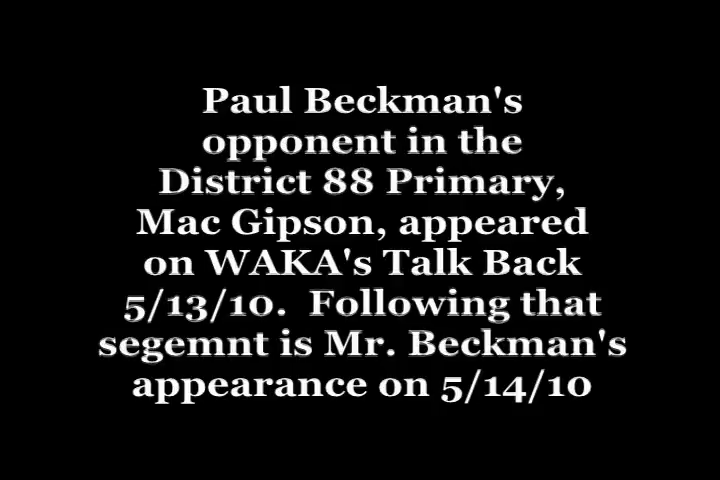 Paul Beckman's
opponent in the
District 88 Primary,
Mac Gipson, appeared
on WAKA's Talk Back
5/13/10.  Following that
segemnt is Mr. Beckman's
appearance on 5/14/10